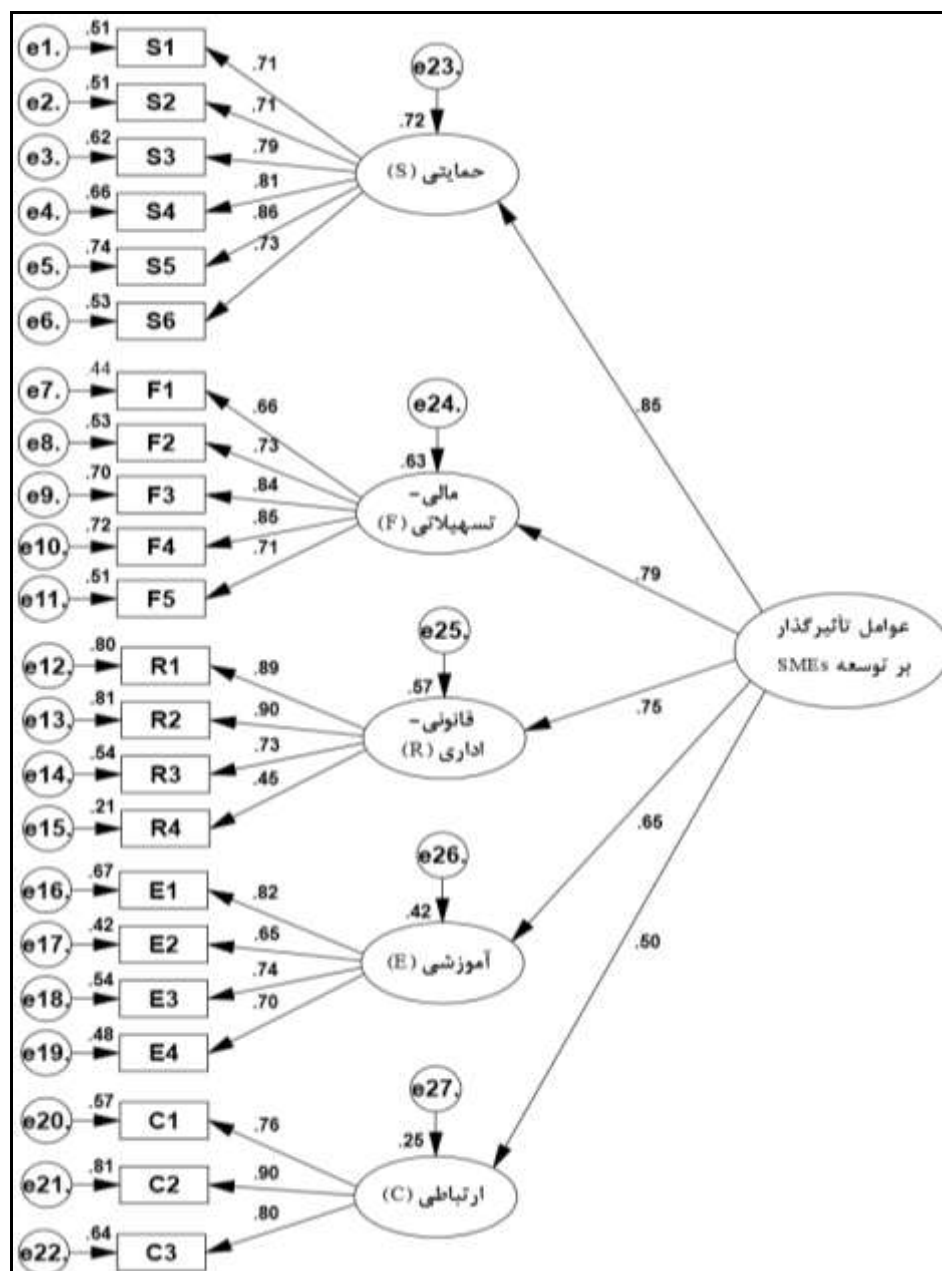 .51
e1.
S1
.71
.51
e2.
S2
.71
.62
e3.
S3
.79
.66
e4.
S4
.81
.74
e5.
S5
.86
.53
e6.
S6
.73
e23.
.72
حمایتی (S)
.85
.44
e7.
F1
.66
.53
e8.
F2
.73
.70
e9.
F3
.84
.72
e10.
F4
.85
.51
e11.
F5
.71
e24.
.63
مالی-
تسهیلاتی (F)
.79
عوامل تأثیرگذار
بر توسعه SMEs
.80
e12.
R1
.89
.81
e13.
R2
.90
.54
e14.
R3
.73
.21
e15.
R4
.45
e25.
.57
قانونی-
اداری (R)
.75
.67
e16.
E1
.82
.42
e17.
E2
.65
.54
e18.
E3
.74
.48
e19.
E4
.70
e26.
.42
آموزشی (E)
.65
.57
e20.
C1
.76
.81
e21.
C2
.90
.64
e22.
C3
.80
e27.
.25
ارتباطی (C)
.50